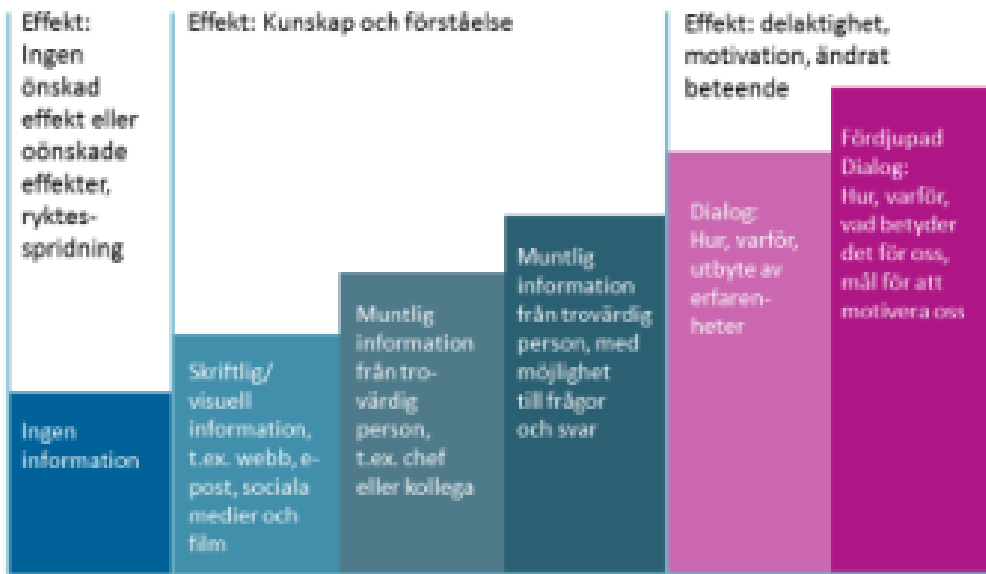 Effekt:
Ingen
önskad
effekt eller
oönskade
effekter,
ryktes-
spridning
Effekt: Kunskap och förståelse
Effekt: delaktighet,
motivation, ändrat
beteende
Ingen
information
Skriftlig/
visuell
information,
t.ex. webb, e-
post, sociala
medier och
film
Muntlig
information
från tro-
värdig
person,
t.ex. chef
eller kollega
Muntlig
information
från trovärdig
person, med
möjlighet
till frågor
och svar
Dialog:
Hur, varför,
utbyte av
erfaren-
heter
Fördjupad
Dialog:
Hur, varför,
vad betyder
det för oss,
mål för att
motivera oss